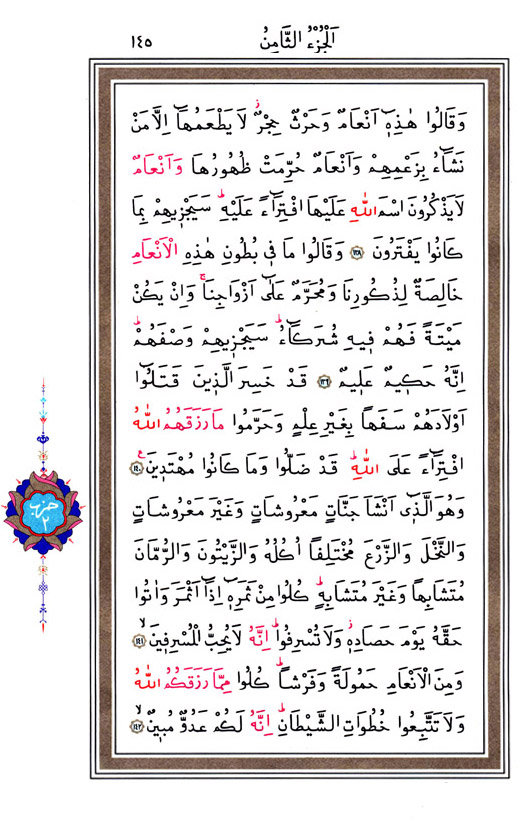 اَلْجُزْءُ الثَّامِنُ
١٤٥
وَقَالُوا هٰذِهٖٓ اَنْعَامٌ وَحَرْثٌ حِجْرٌۘ لَا يَطْعَمُهَٓا اِلَّا مَنْ
نَشَٓاءُ بِزَعْمِهِمْ وَاَنْعَامٌ حُرِّمَتْ ظُهُورُهَا وَاَنْعَامٌ
لَا يَذْكُرُونَ اسْمَ اللّٰهِ عَلَيْهَا افْتِرَٓاءً عَلَيْهِۜ سَيَجْزٖيهِمْ بِمَا
كَانُوا يَفْتَرُونَ ﴿١٣٨﴾ وَقَالُوا مَا فٖي بُطُونِ هٰذِهِ الْاَنْعَامِ
خَالِصَةٌ لِذُكُورِنَا وَمُحَرَّمٌ عَلٰٓى اَزْوَاجِنَاۚ وَاِنْ يَكُنْ
مَيْتَةً فَهُمْ فٖيهِ شُرَكَٓاءُۜ سَيَجْزٖيهِمْ وَصْفَهُمْۜ
اِنَّهُ حَكٖيمٌ عَلٖيمٌ ﴿١٣٩﴾ قَدْ خَسِرَ الَّذٖينَ قَتَلُٓوا
اَوْلَادَهُمْ سَفَهًا بِغَيْرِ عِلْمٍ وَحَرَّمُوا مَا رَزَقَهُمُ اللّٰهُ
افْتِرَٓاءً عَلَى اللّٰهِۜ قَدْ ضَلُّوا وَمَا كَانُوا مُهْتَدٖينَ ﴿١٤٠﴾
وَهُوَ الَّذٖٓي اَنْشَاَ جَنَّاتٍ مَعْرُوشَاتٍ وَغَيْرَ مَعْرُوشَاتٍ
وَالنَّخْلَ وَالزَّرْعَ مُخْتَلِفًا اُكُلُهُ وَالزَّيْتُونَ وَالرُّمَّانَ
مُتَشَابِهًا وَغَيْرَ مُتَشَابِهٍۜ كُلُوا مِنْ ثَمَرِهٖٓ اِذَٓا اَثْمَرَ وَاٰتُوا
حَقَّهُ يَوْمَ حَصَادِهٖۘ وَلَا تُسْرِفُواۜ اِنَّهُ لَا يُحِبُّ الْمُسْرِفٖينَۙ ﴿١٤١﴾
وَمِنَ الْاَنْعَامِ حَمُولَةً وَفَرْشًاۜ كُلُوا مِمَّا رَزَقَكُمُ اللّٰهُ
وَلَا تَتَّبِعُوا خُطُوَاتِ الشَّيْطَانِۜ اِنَّهُ لَكُمْ عَدُوٌّ مُبٖينٌۙ ﴿١٤٢﴾
حزب
٢